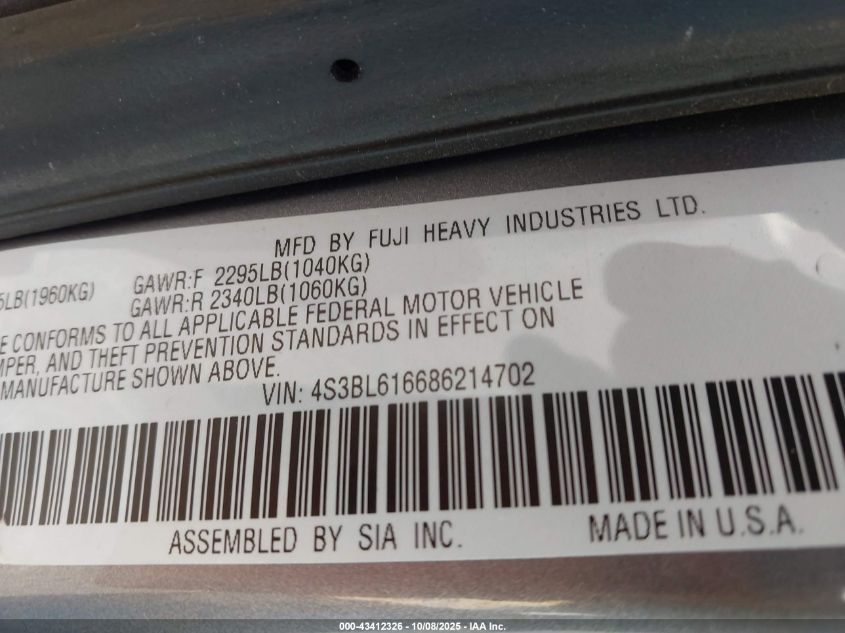 MFD BY FUJI HEAVY INDUSTRIES LTD.
5LB(1960KG) GAWR:F 2295LB(1040KG)
GAWR:R 2340LB(1060KG)
E CONFORMS TO ALL APPLICABLE FEDERAL MOTOR VEHICLE
MPER, AND THEFT PREVENTION STANDARDS IN EFFECT ON
MANUFACTURE SHOWN ABOVE.
VIN: 4S3BL616686214702
ASSEMBLED BY SIA INC. MADE IN U.S.A.
000-43412326 - 10/08/2025 - IAA Inc.